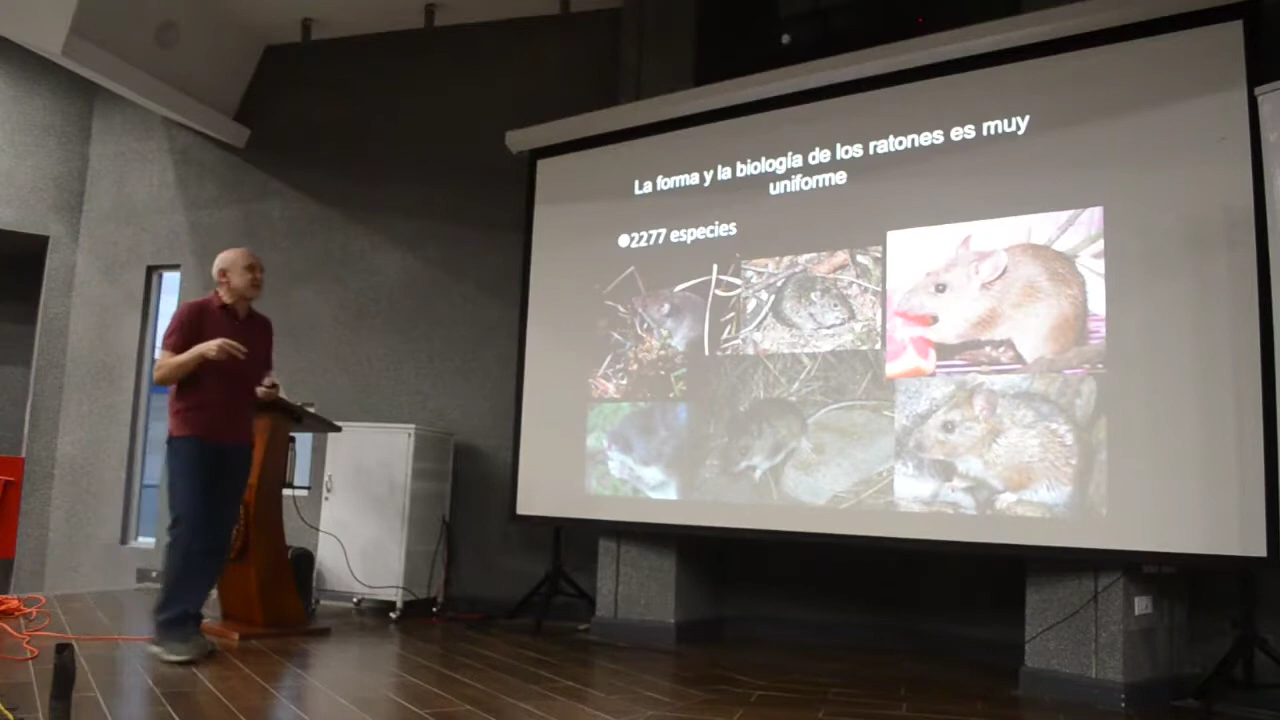 La forma y la biología de los ratones es muy
uniforme
●2277 especies